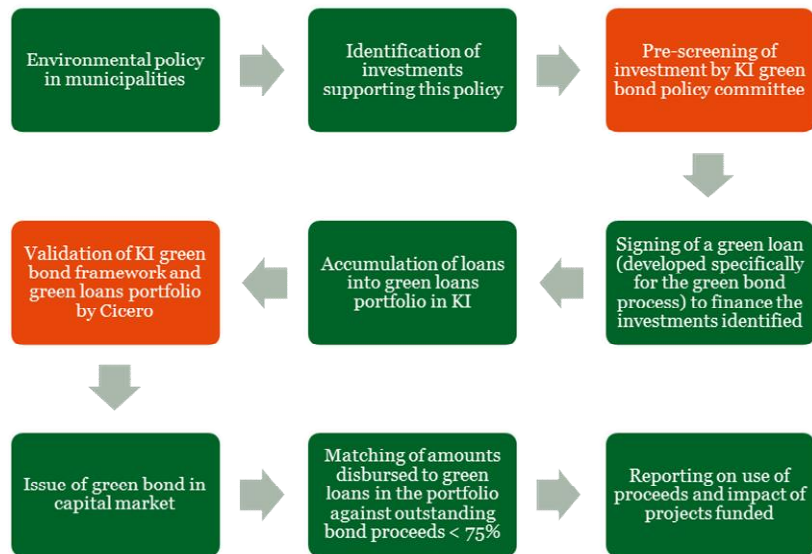 Environmental policy
in municipalities
Identification of
investments
supporting this policy
Pre-screening of
investment by KI green
bond policy committee
Signing of a green loan
(developed specifically
for the green bond
process) to finance the
investments identified
Accumulation of loans
into green loans
portfolio in KI
Validation of KI green
bond framework and
green loans portfolio
by Cicero
Issue of green bond in
capital market
Matching of amounts
disbursed to green
loans in the portfolio
against outstanding
bond proceeds < 75%
Reporting on use of
proceeds and impact of
projects funded